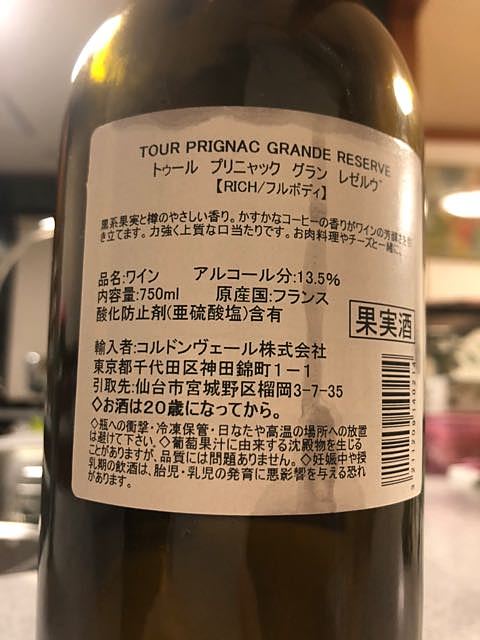 TOUR PRIGNAC GRANDE RESERVE
トゥール プリニャック グラン レゼルヴ
【RICH/フルボディ】
黒系果実と樽のやさしい香り。かすかなコーヒーの香りがワインの芳醇さを引
き立てます。力強く上質な口当たりです。お肉料理やチーズと一緒に。
品名:ワイン アルコール分:13.5%
内容量:750ml 原産国:フランス
酸化防止剤(亜硫酸塩)含有
果実酒
輸入者:コルドンヴェール株式会社
東京都千代田区神田錦町1-1
引取先:仙台市宮城野区榴岡3-7-35
◇お酒は20歳になってから。
◇瓶への衝撃・冷凍保管・日なたや高温の場所への放置
は避けて下さい。◇葡萄果汁に由来する沈殿物を生じる
ことがありますが、品質には問題ありません。◇妊娠中や授
乳期の飲酒は、胎児・乳児の発育に悪影響を与える恐れ
があります。